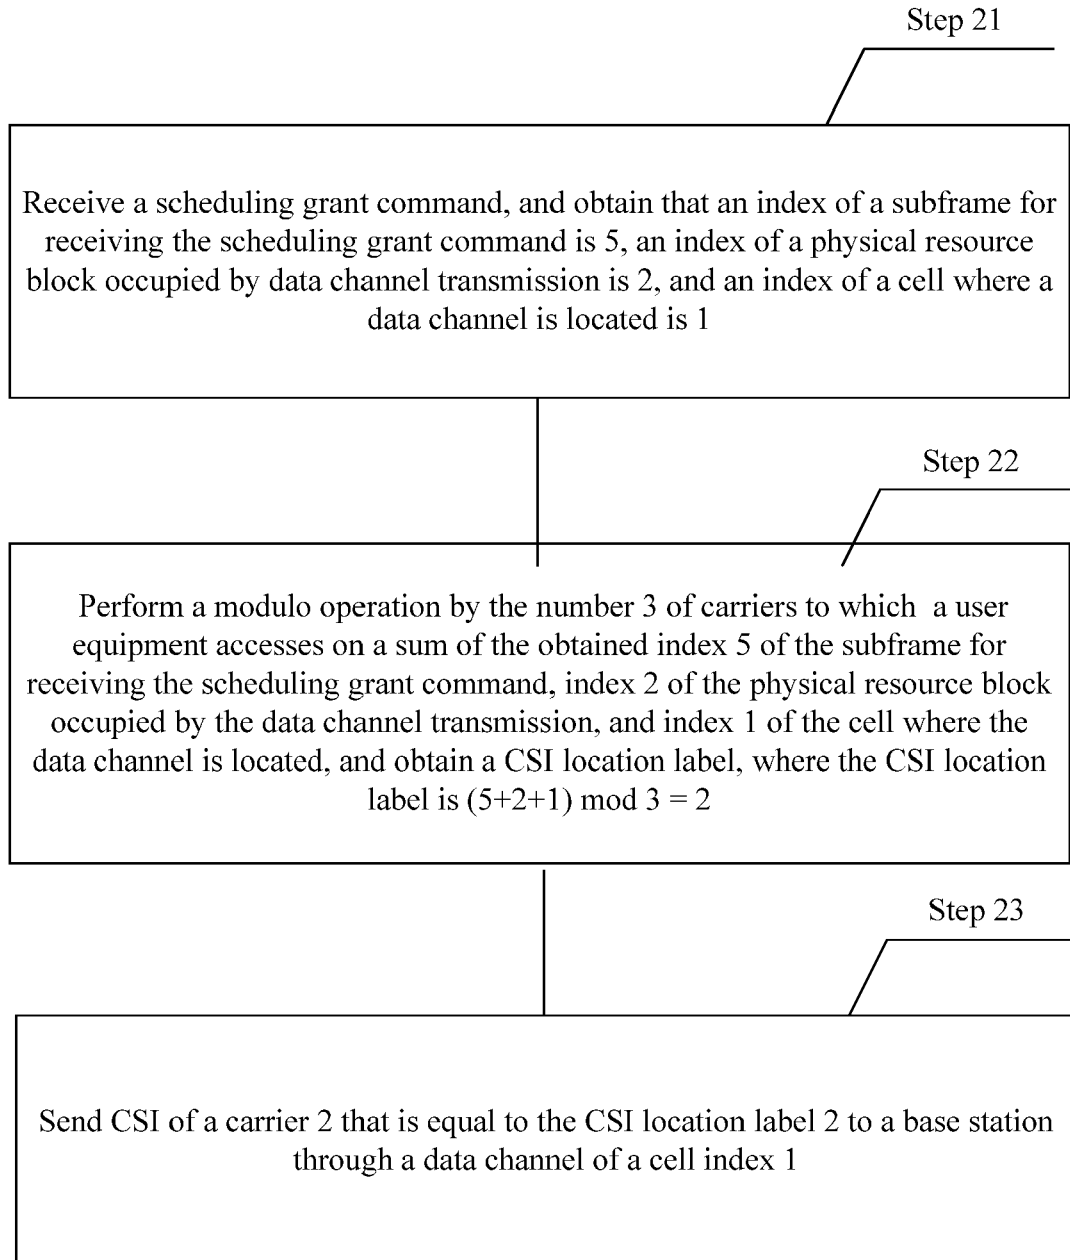 Step 21
Receive a scheduling grant command, and obtain that an index of a subframe for
receiving the scheduling grant command is 5, an index of a physical resource
block occupied by data channel transmission is 2, and an index of a cell where a
data channel is located is 1
Step 22
Perform a modulo operation by the number 3 of carriers to which a user
equipment accesses on a sum of the obtained index 5 of the subframe for
receiving the scheduling grant command, index 2 of the physical resource block
occupied by the data channel transmission, and index 1 of the cell where the
data channel is located, and obtain a CSI location label, where the CSI location
label is (5+2+1) mod 3 = 2
Step 23
Send CSI of a carrier 2 that is equal to the CSI location label 2 to a base station
through a data channel of a cell index 1